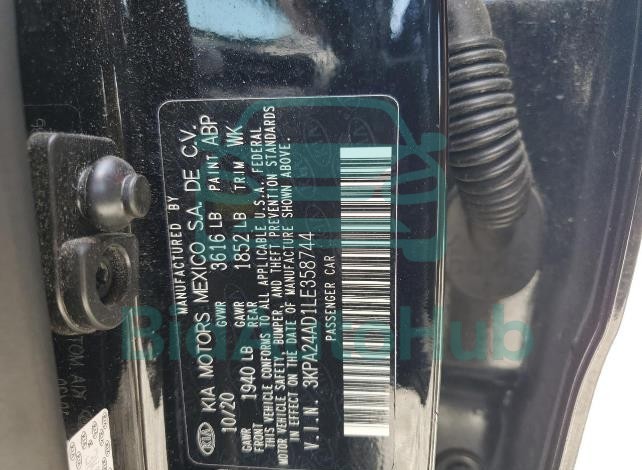 MANUFACTURED BY
KIA MOTORS MEXICO S.A. DE C.V.
10/20 GVWR 3616 LB PAINT ABP
GAWR FRONT 1940 LB GAWR REAR 1852 LB TRIM WK
THIS VEHICLE CONFORMS TO ALL APPLICABLE U.S.A. FEDERAL
MOTOR VEHICLE SAFETY, BUMPER, AND THEFT PREVENTION STANDARDS
IN EFFECT ON THE DATE OF MANUFACTURE SHOWN ABOVE.
V.I.N. 3KPA24AD1LE358744
PASSENGER CAR
KIA
BidAutoHub